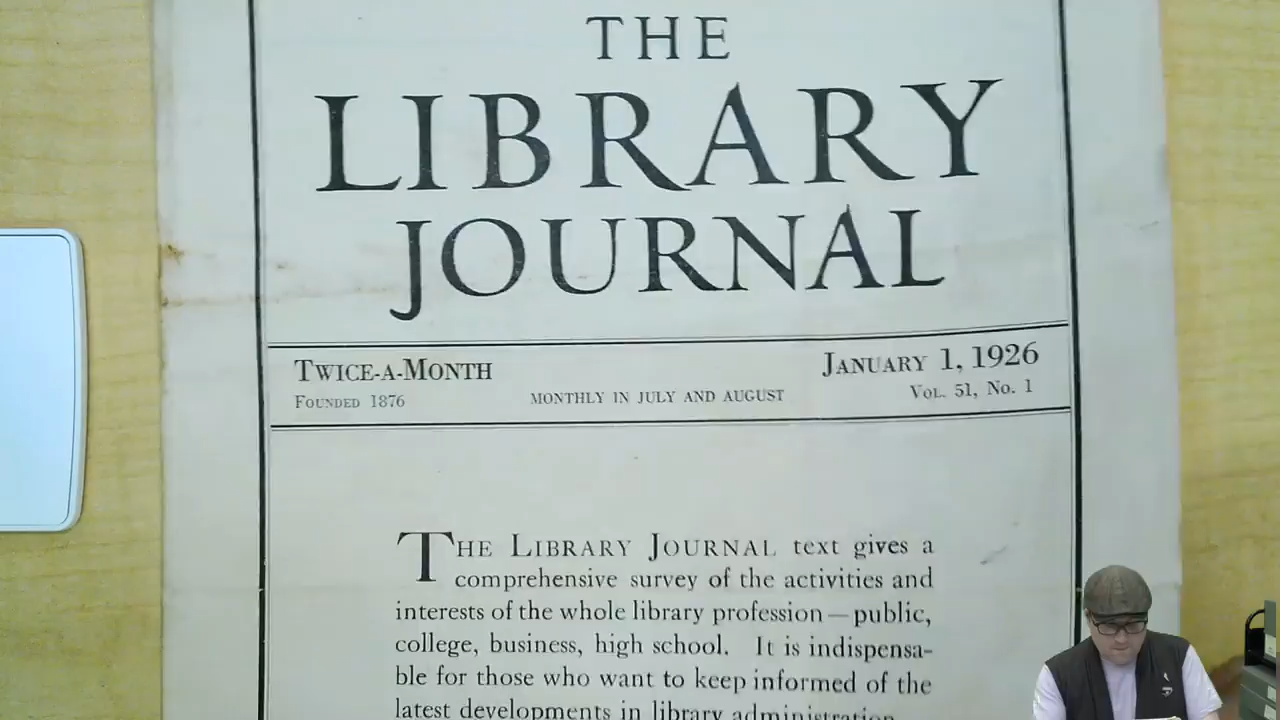 THE
LIBRARY
JOURNAL
TWICE-A-MONTH
FOUNDED 1876
MONTHLY IN JULY AND AUGUST
JANUARY 1, 1926
VOL. 51, No. 1
THE LIBRARY JOURNAL text gives a
comprehensive survey of the activities and
interests of the whole library profession—public,
college, business, high school. It is indispensa-
ble for those who want to keep informed of the
latest developments in library administration